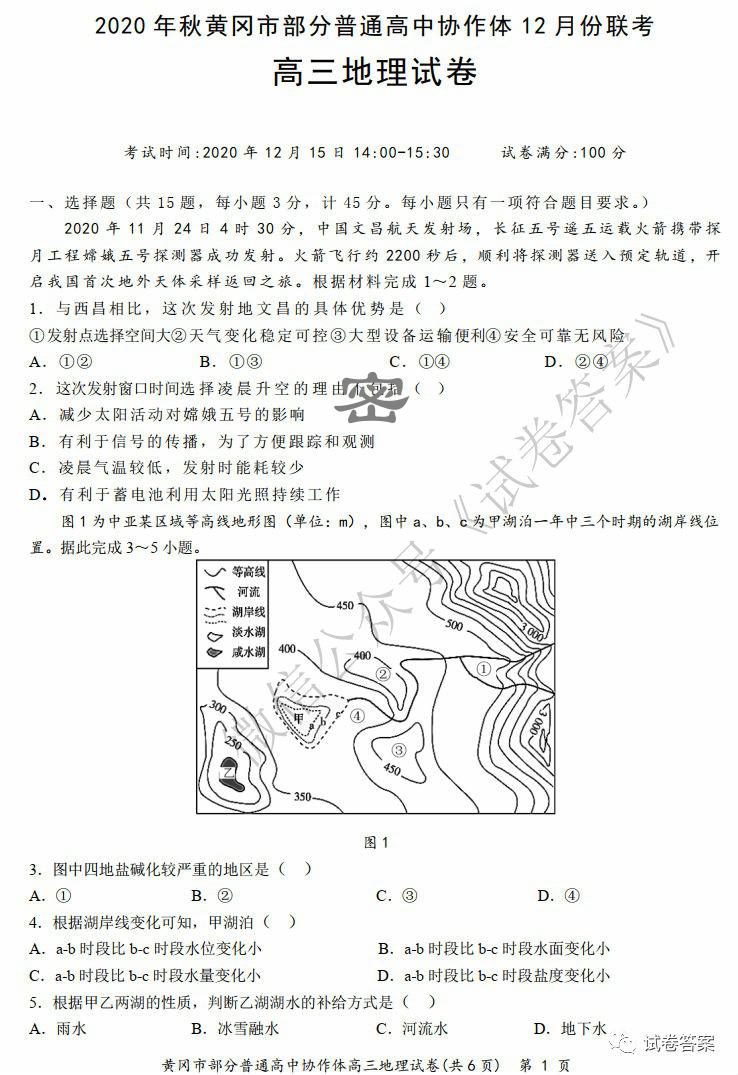 2020 年秋黄冈市部分普通高中协作体 12 月份联考
高三地理试卷
考试时间:2020 年 12 月 15 日 14:00-15:30 试卷满分:100 分
一、选择题（共 15 题，每小题 3 分，计 45 分。每小题只有一项符合题目要求。）
2020 年 11 月 24 日 4 时 30 分，中国文昌航天发射场，长征五号遥五运载火箭携带探
月工程嫦娥五号探测器成功发射。火箭飞行约 2200 秒后，顺利将探测器送入预定轨道，开
启我国首次地外天体采样返回之旅。根据材料完成 1～2 题。
1．与西昌相比，这次发射地文昌的具体优势是（ ）
①发射点选择空间大②天气变化稳定可控③大型设备运输便利④安全可靠无风险
A．①② B．①③ C．①④ D．②④
2．这次发射窗口时间选择凌晨升空的理由 （ ）
密
A．减少太阳活动对嫦娥五号的影响
B．有利于信号的传播，为了方便跟踪和观测
C．凌晨气温较低，发射时能耗较少
D．有利于蓄电池利用太阳光照持续工作
图 1 为中亚某区域等高线地形图（单位：m），图中 a、b、c 为甲湖泊一年中三个时期的湖岸线位
置。据此完成 3～5 小题。
等高线
河流
湖岸线
淡水湖
咸水湖
450
500
3 000
400
400
①
②
甲
a
b
c
④
③
300
250
乙
450
350
3 000
图 1
3．图中四地盐碱化较严重的地区是（ ）
A．① B．② C．③ D．④
4．根据湖岸线变化可知，甲湖泊（ ）
A．a-b 时段比 b-c 时段水位变化小 B．a-b 时段比 b-c 时段水面变化小
C．a-b 时段比 b-c 时段水量变化小 D．a-b 时段比 b-c 时段盐度变化小
5．根据甲乙两湖的性质，判断乙湖湖水的补给方式是（ ）
A．雨水 B．冰雪融水 C．河流水 D．地下水
黄冈市部分普通高中协作体高三地理试卷(共 6 页) 第 1 页
微信公众号《试卷答案》
试卷答案